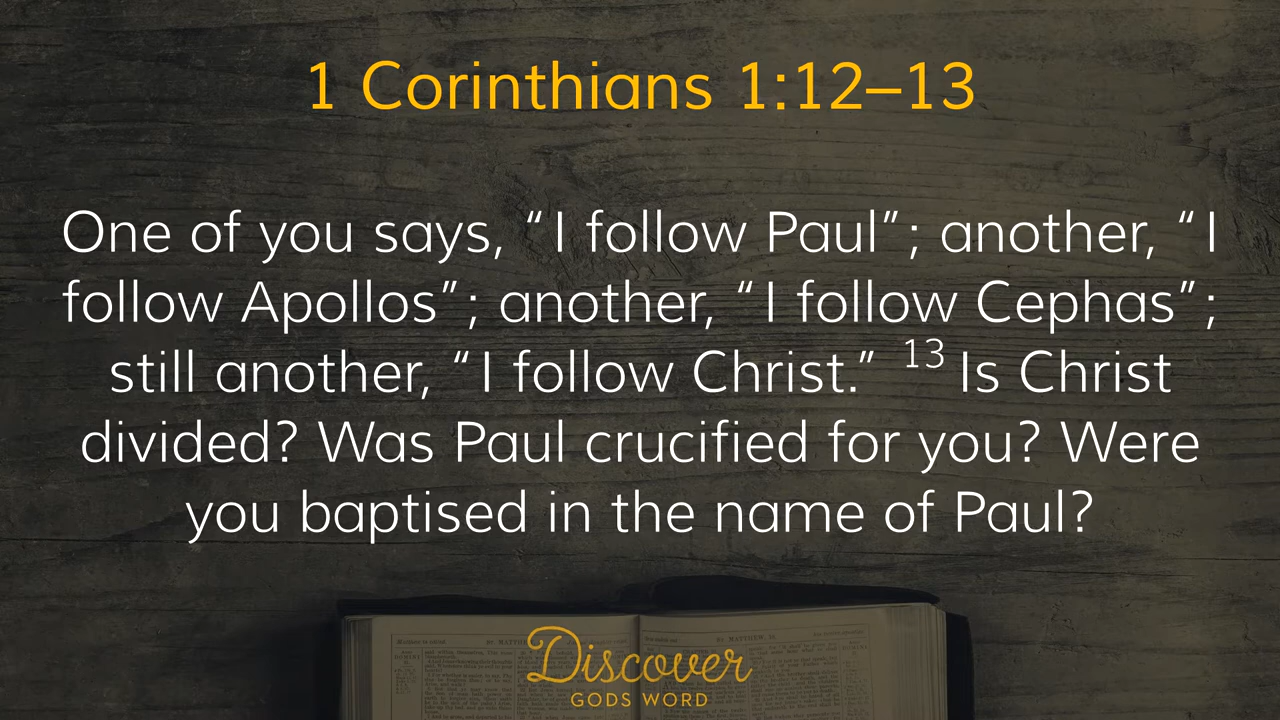 1 Corinthians 1:12–13
One of you says, “I follow Paul”; another, “I
follow Apollos”; another, “I follow Cephas”;
still another, “I follow Christ.” 13 Is Christ
divided? Was Paul crucified for you? Were
you baptised in the name of Paul?
Discover
GODS WORD